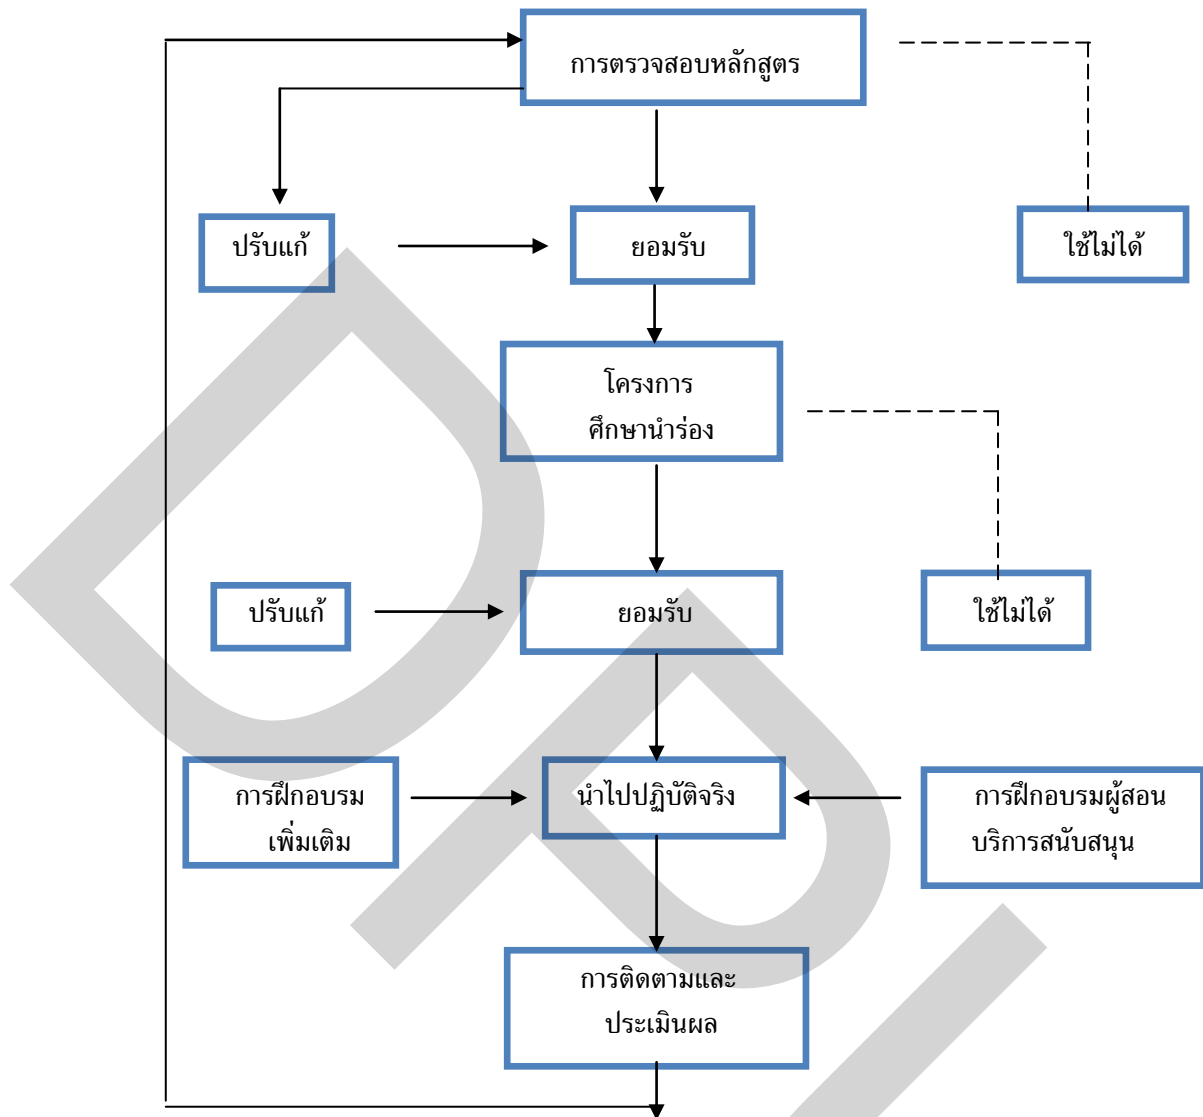 การตรวจสอบหลักสูตร
ปรับแก้
ยอมรับ
ใช้ไม่ได้
โครงการ
ศึกษานำร่อง
ปรับแก้
ยอมรับ
ใช้ไม่ได้
การฝึกอบรม
เพิ่มเติม
นำไปปฏิบัติจริง
การฝึกอบรมผู้สอน
บริการสนับสนุน
การติดตามและ
ประเมินผล